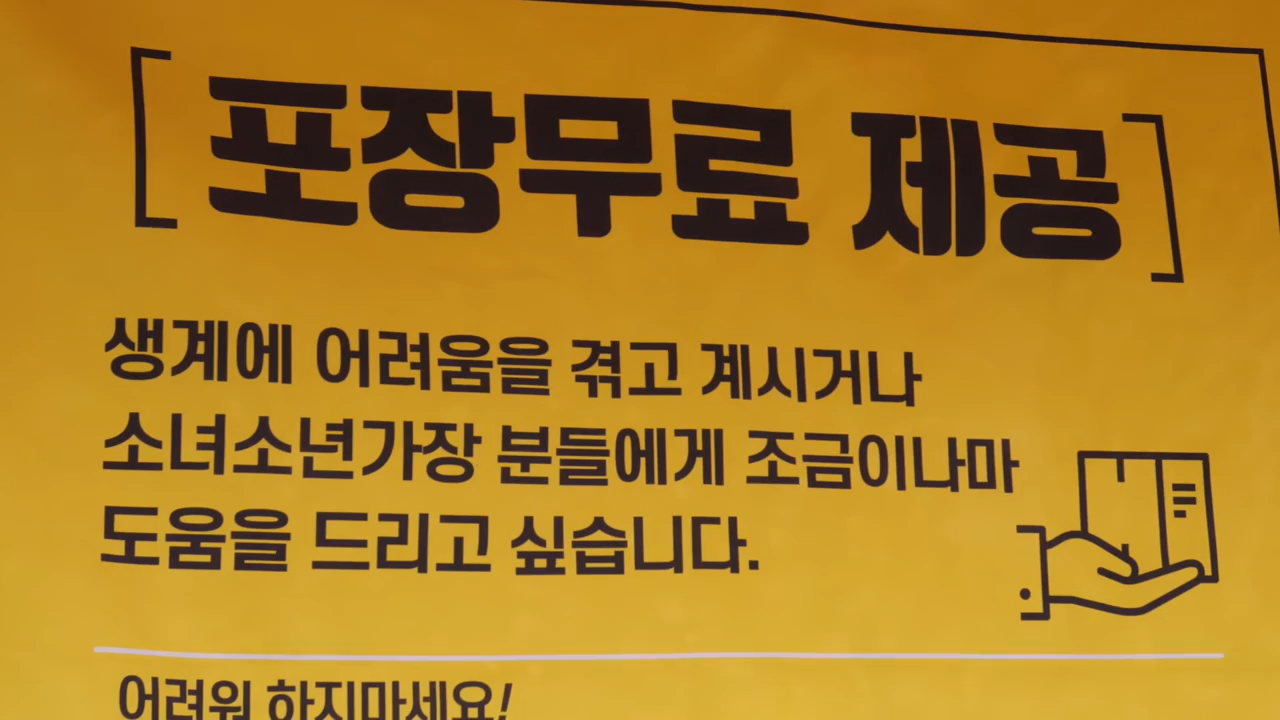 [포장무료 제공]
생계에 어려움을 겪고 계시거나
소녀소년가장 분들에게 조금이나마
도움을 드리고 싶습니다.
어려워 하지마세요!